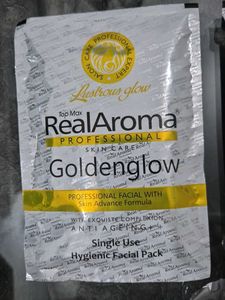 SALON CARE PROFESSIONAL EXPERT
Lustrous glow
Top Max
RealAroma
PROFESSIONAL
SKIN CARE
Goldenglow
PROFESSIONAL FACIAL WITH
Skin Advance Formula
WITH EXQUISITE COMPLEXION
ANTI AGEING+
Single Use
Hygienic Facial Pack